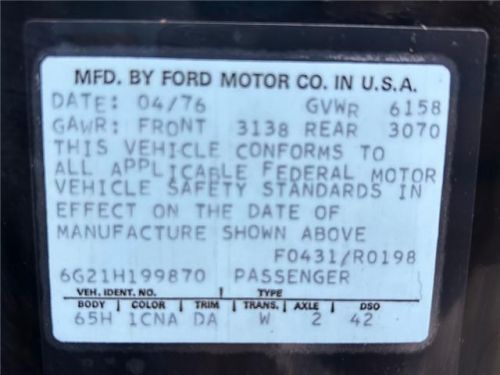 MFD. BY FORD MOTOR CO. IN U.S.A.
DATE: 04/76 GVWR 6158
GAWR: FRONT 3138 REAR 3070
THIS VEHICLE CONFORMS TO
ALL APPLICABLE FEDERAL MOTOR
VEHICLE SAFETY STANDARDS IN
EFFECT ON THE DATE OF
MANUFACTURE SHOWN ABOVE
F0431/R0198
6G21H199870 PASSENGER
VEH. IDENT. NO. TYPE
BODY COLOR TRIM TRANS. AXLE DSO
65H 1CNA DA W 2 42